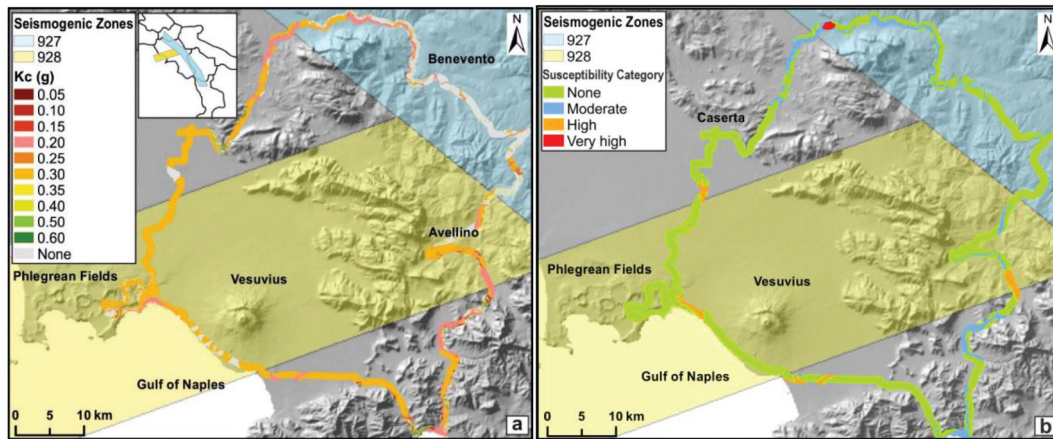 Seismogenic Zones
927
928
Kc (g)
0.05
0.10
0.15
0.20
0.25
0.30
0.35
0.40
0.50
0.60
None
N
Benevento
Avellino
Phlegrean Fields
Vesuvius
Gulf of Naples
0 5 10 km
a
Seismogenic Zones
927
928
Susceptibility Category
None
Moderate
High
Very high
N
Caserta
Phlegrean Fields
Vesuvius
Gulf of Naples
0 5 10 km
b